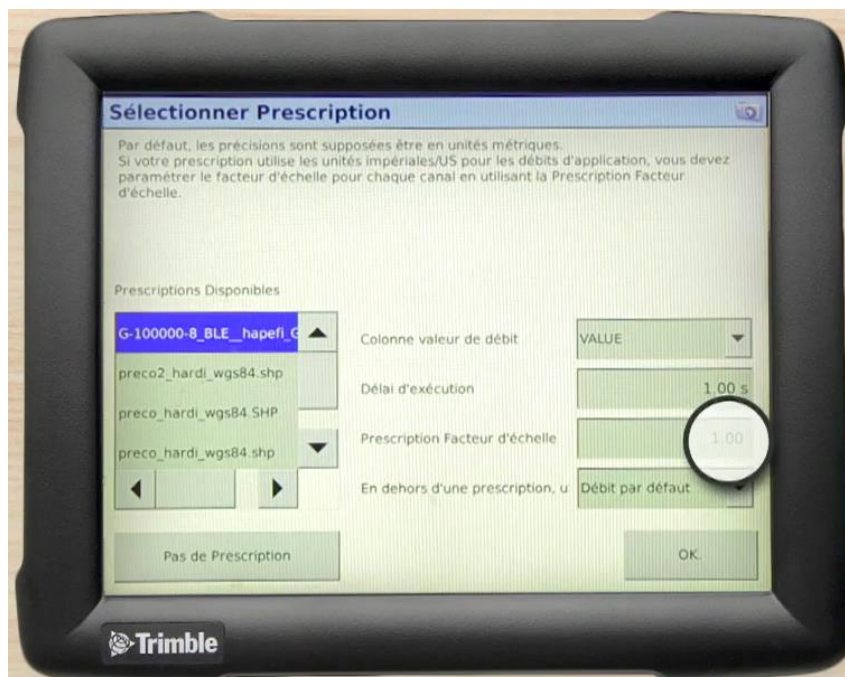 Sélectionner Prescription
Par défaut, les précisions sont supposées être en unités métriques.
Si votre prescription utilise les unités impériales/US pour les débits d'application, vous devez
paramétrer le facteur d'échelle pour chaque canal en utilisant la Prescription Facteur
d'échelle.
Prescriptions Disponibles
G-100000-8_BLE__hapefi_G
preco2_hardi_wgs84.shp
preco_hardi_wgs84.SHP
preco_hardi_wgs84.shp
Colonne valeur de débit VALUE
Délai d'exécution 1.00 s
Prescription Facteur d'échelle 1.00
En dehors d'une prescription, u Débit par défaut
Pas de Prescription OK.
Trimble